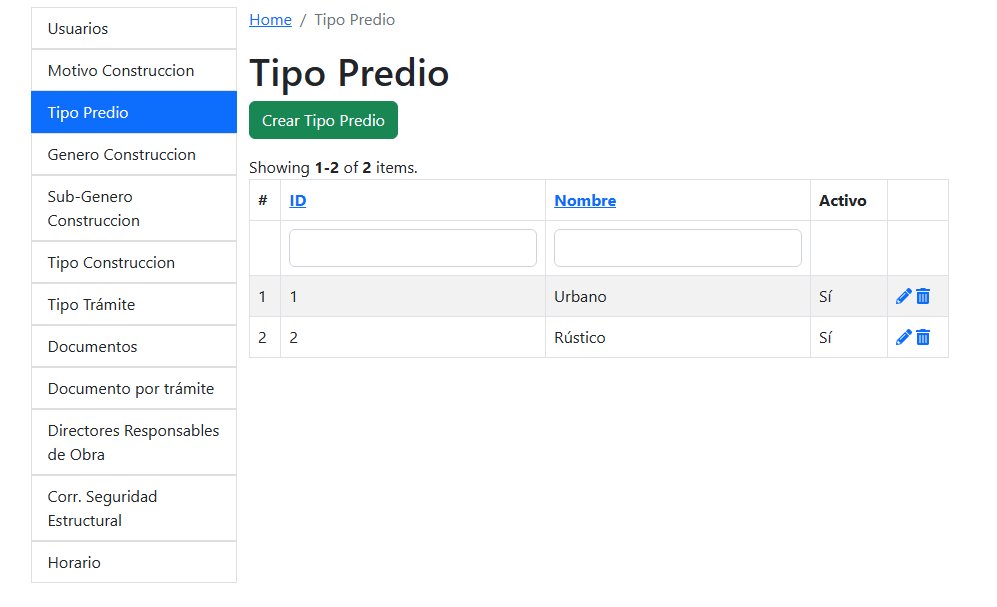 Usuarios
Motivo Construccion
Tipo Predio
Genero Construccion
Sub-Genero
Construccion
Tipo Construccion
Tipo Trámite
Documentos
Documento por trámite
Directores Responsables
de Obra
Corr. Seguridad
Estructural
Horario
Home / Tipo Predio
Tipo Predio
Crear Tipo Predio
Showing 1-2 of 2 items.
# ID Nombre Activo
1 1 Urbano Sí
2 2 Rústico Sí